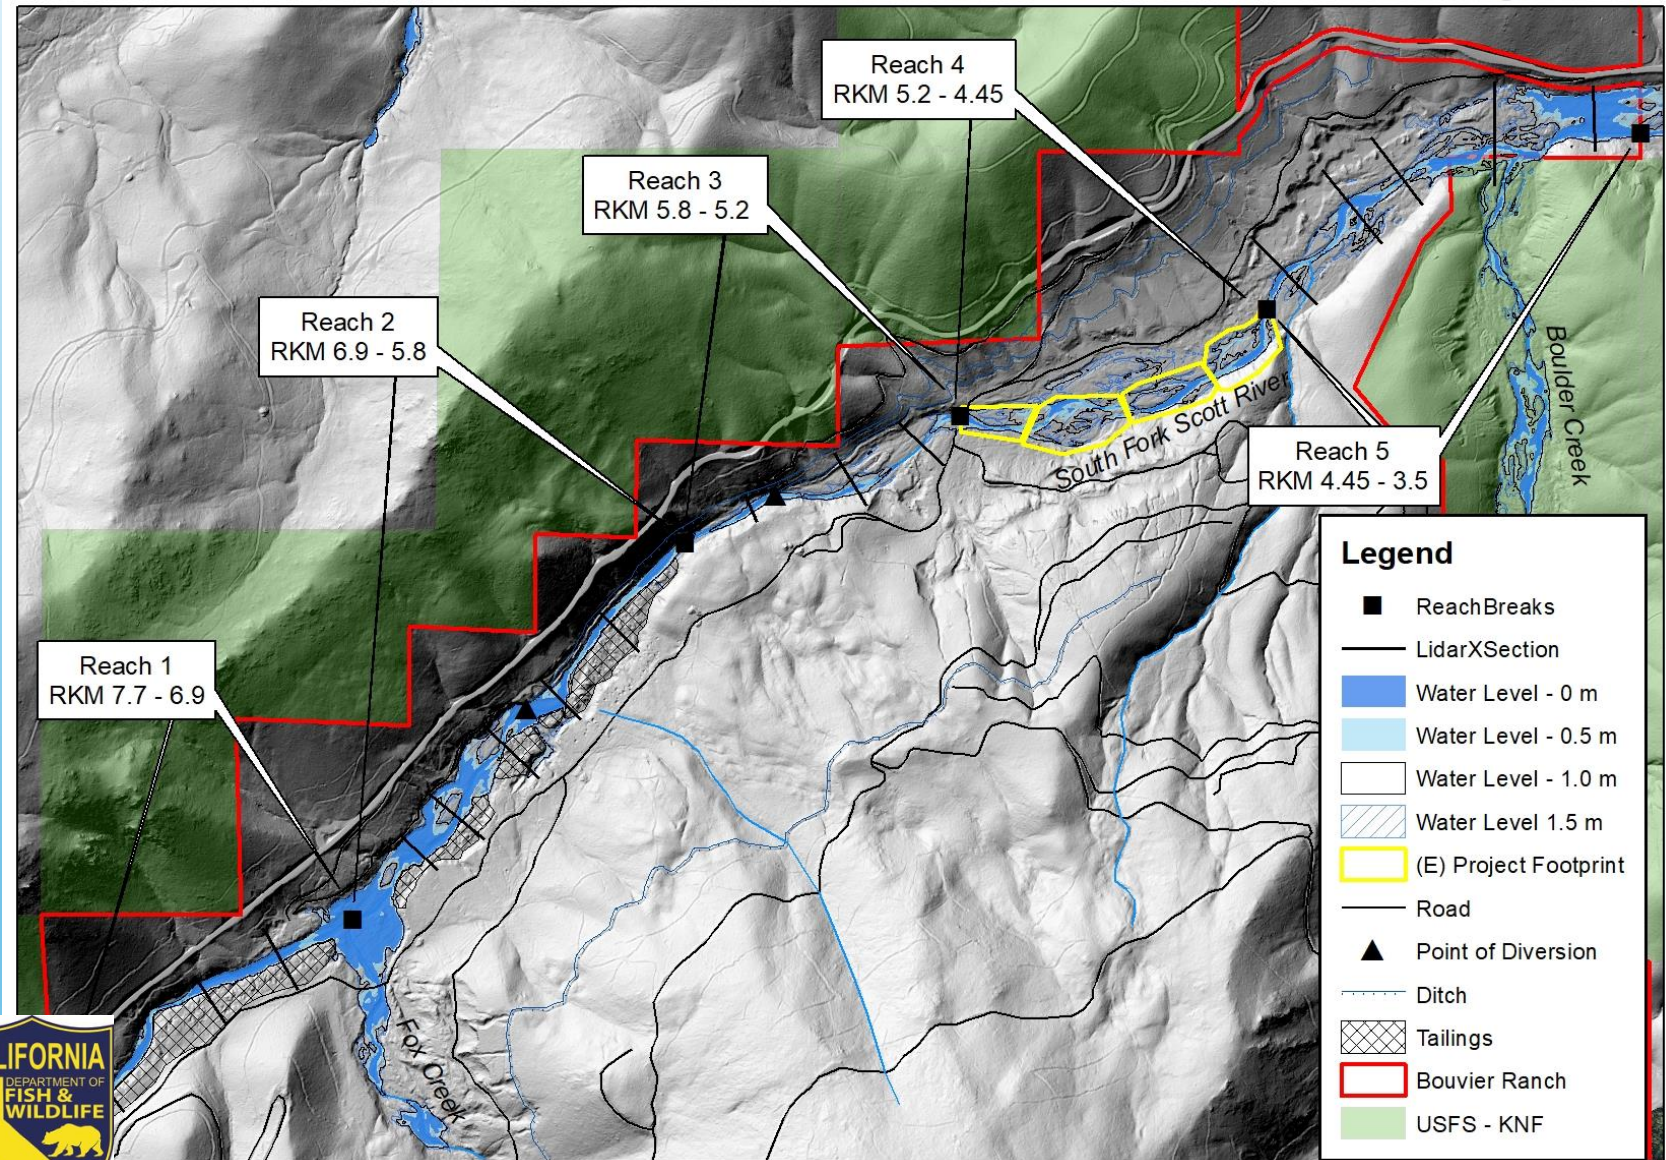 Reach 4
RKM 5.2 - 4.45
Reach 3
RKM 5.8 - 5.2
Reach 2
RKM 6.9 - 5.8
Boulder Creek
South Fork Scott River
Reach 5
RKM 4.45 - 3.5
Reach 1
RKM 7.7 - 6.9
Fox Creek
Legend
ReachBreaks
LidarXSection
Water Level - 0 m
Water Level - 0.5 m
Water Level - 1.0 m
Water Level 1.5 m
(E) Project Footprint
Road
Point of Diversion
Ditch
Tailings
Bouvier Ranch
USFS - KNF
LIFORNIA
DEPARTMENT OF
FISH &
WILDLIFE